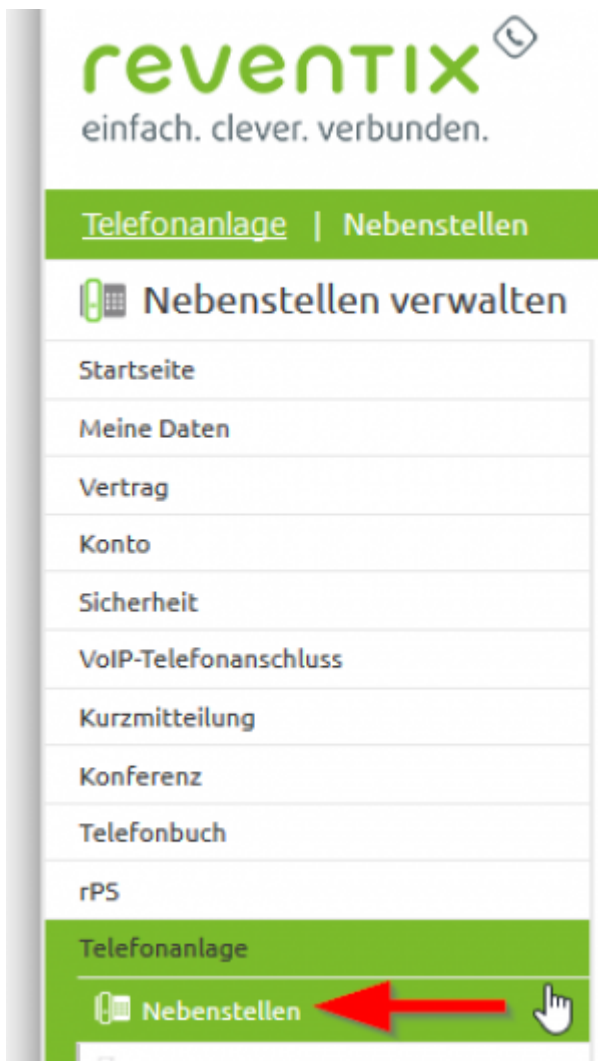 reventix
einfach. clever. verbunden.
Telefonanlage | Nebenstellen
Nebenstellen verwalten
Startseite
Meine Daten
Vertrag
Konto
Sicherheit
VoIP-Telefonanschluss
Kurzmitteilung
Konferenz
Telefonbuch
rPS
Telefonanlage
Nebenstellen